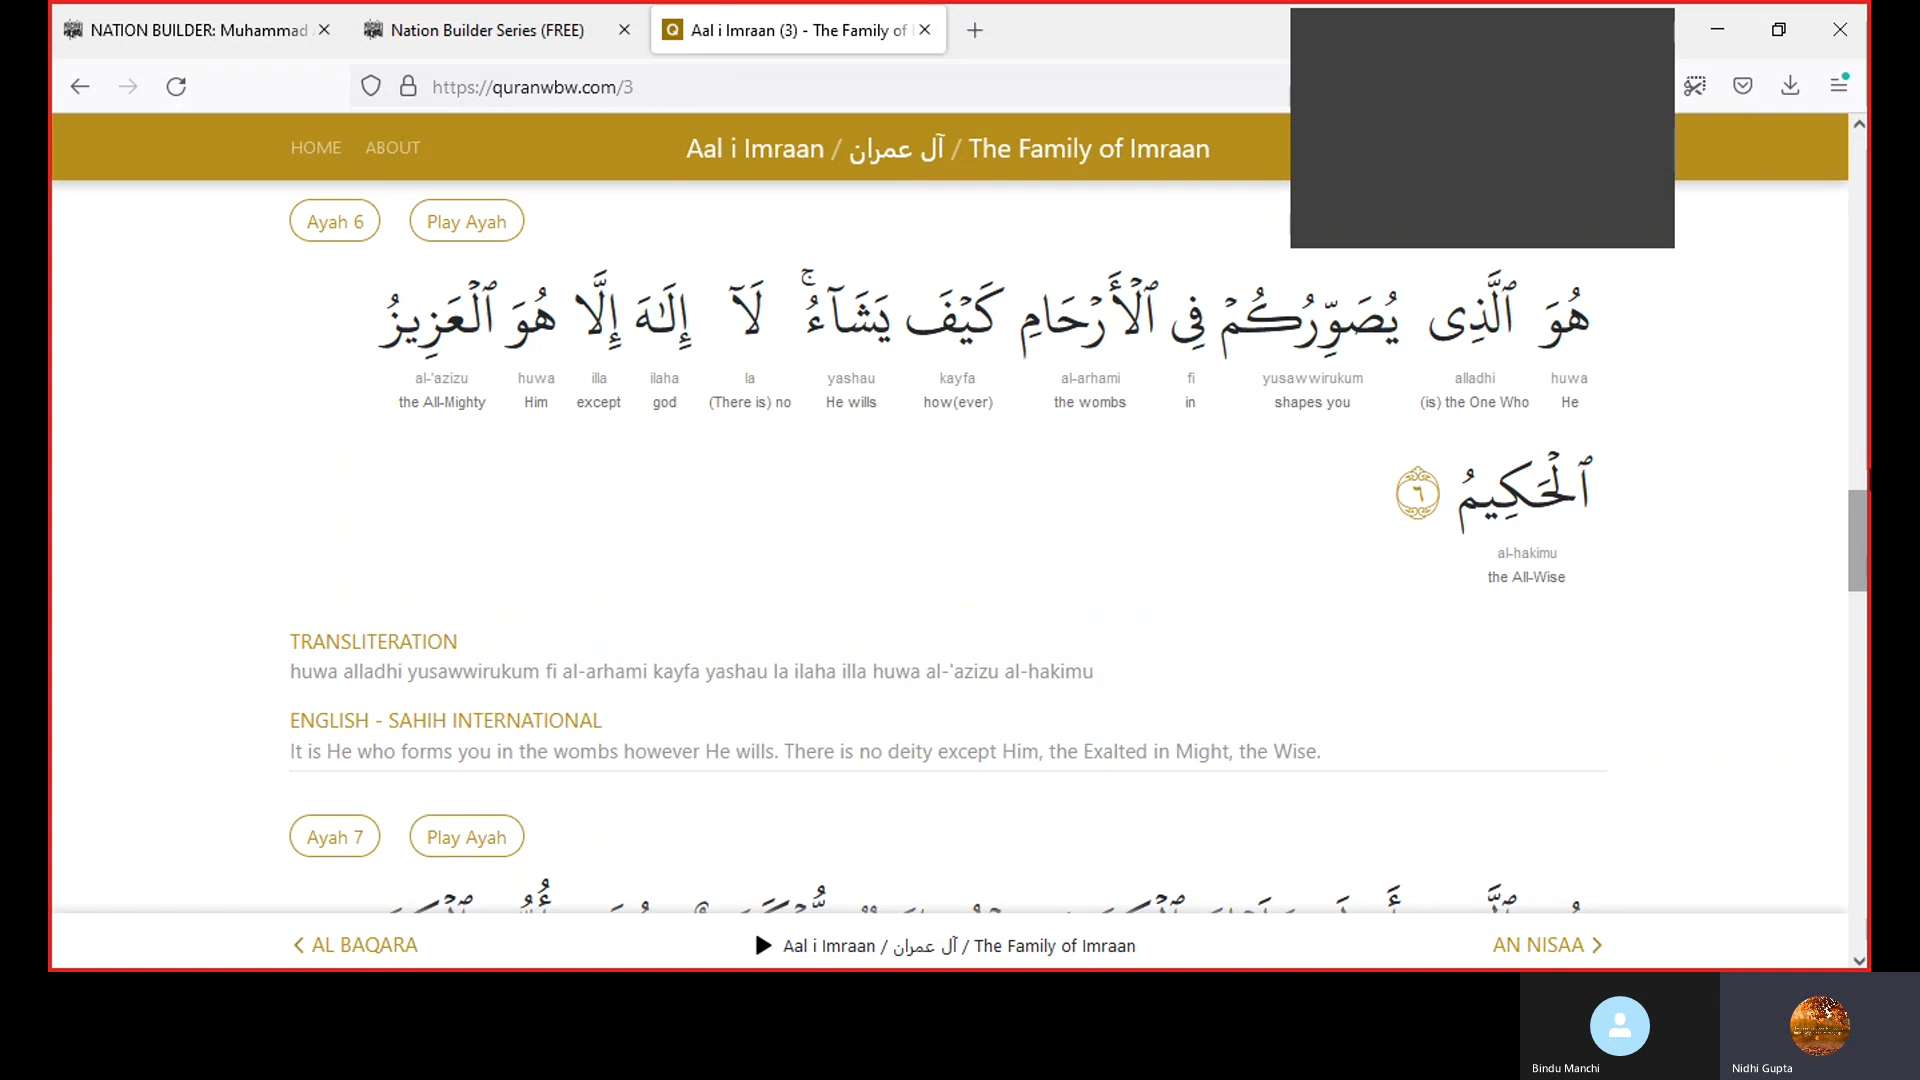 NATION BUILDER: Muhammad
Nation Builder Series (FREE)
Aal i Imraan (3) - The Family of
https://quranwbw.com/3
HOME ABOUT
Aal i Imraan / آل عمران / The Family of Imraan
Ayah 6 Play Ayah
هُوَ ٱلَّذِى يُصَوِّرُكُمْ فِى ٱلْأَرْحَامِ كَيْفَ يَشَآءُ ۚ لَآ إِلَـٰهَ إِلَّا هُوَ ٱلْعَزِيزُ
al-'azizu huwa illa ilaha la yashau kayfa al-arhami fi yusawwirukum alladhi huwa
the All-Mighty Him except god (There is) no He wills how(ever) the wombs in shapes you (is) the One Who He
ٱلْحَكِيمُ ٦
al-hakimu
the All-Wise
TRANSLITERATION
huwa alladhi yusawwirukum fi al-arhami kayfa yashau la ilaha illa huwa al-'azizu al-hakimu
ENGLISH - SAHIH INTERNATIONAL
It is He who forms you in the wombs however He wills. There is no deity except Him, the Exalted in Might, the Wise.
Ayah 7 Play Ayah
AL BAQARA
Aal i Imraan / آل عمران / The Family of Imraan
AN NISAA
Bindu Manchi
Nidhi Gupta